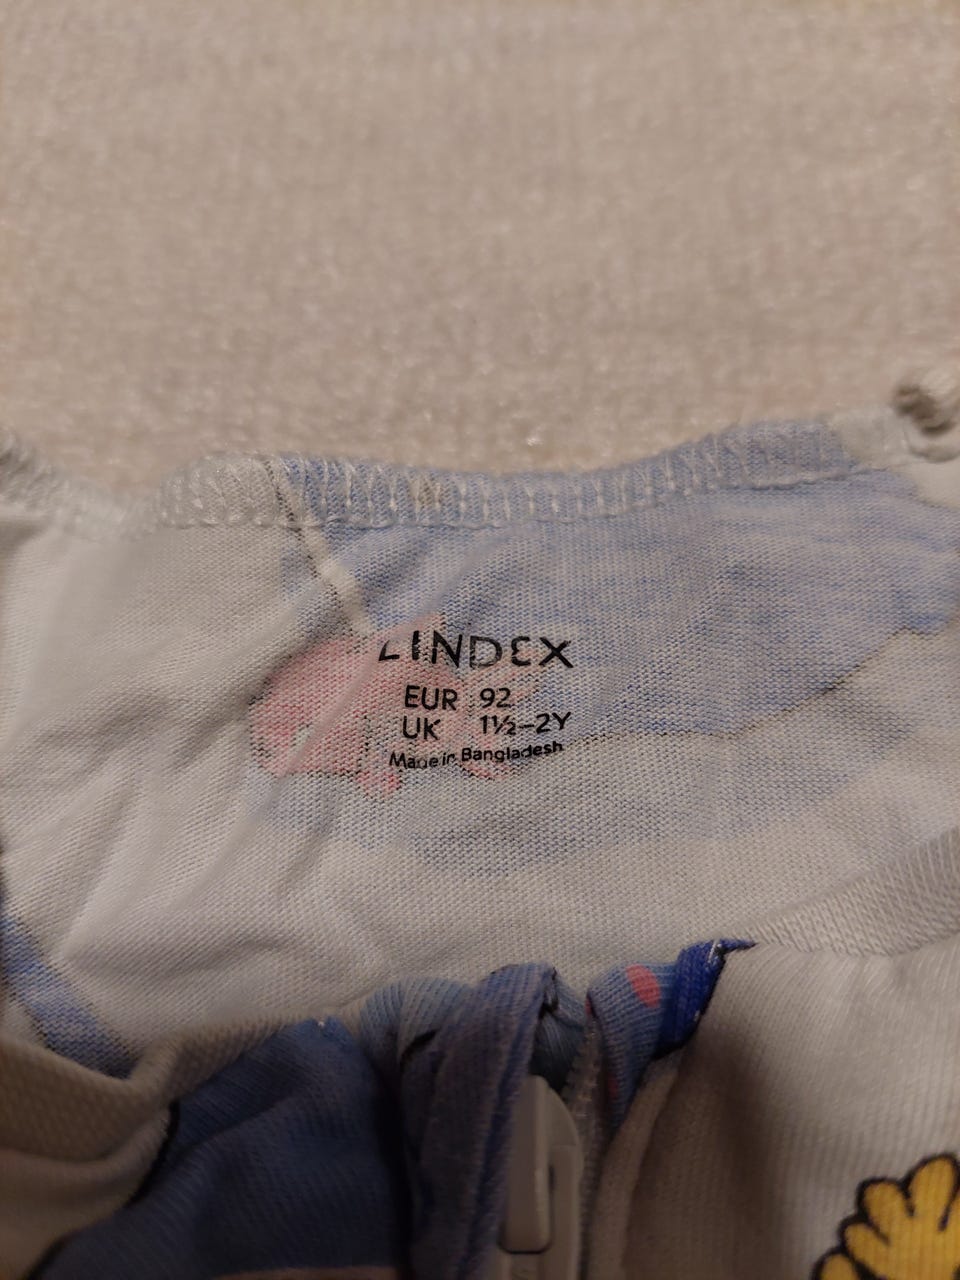 LINDEX
EUR 92
UK 1½-2Y
Made in Bangladesh